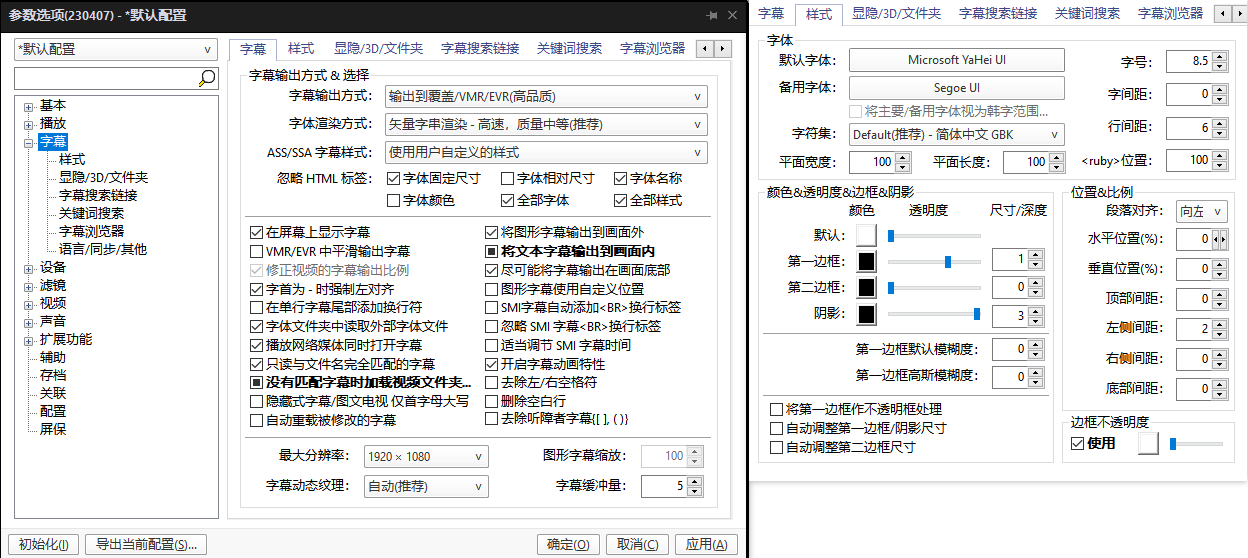 参数选项(230407) - *默认配置
*默认配置
基本
播放
字幕
样式
显隐/3D/文件夹
字幕搜索链接
关键词搜索
字幕浏览器
语言/同步/其他
设备
滤镜
视频
声音
扩展功能
辅助
存档
关联
配置
屏保
字幕 样式 显隐/3D/文件夹 字幕搜索链接 关键词搜索 字幕浏览器
字幕输出方式 & 选择
字幕输出方式: 输出到覆盖/VMR/EVR(高品质)
字体渲染方式: 矢量字串渲染 - 高速，质量中等(推荐)
ASS/SSA 字幕样式: 使用用户自定义的样式
忽略 HTML 标签: 字体固定尺寸 字体相对尺寸 字体名称
字体颜色 全部字体 全部样式
在屏幕上显示字幕
VMR/EVR 中平滑输出字幕
修正视频的字幕输出比例
字首为 - 时强制左对齐
在单行字幕尾部添加换行符
字体文件夹中读取外部字体文件
播放网络媒体同时打开字幕
只读与文件名完全匹配的字幕
没有匹配字幕时加载视频文件夹...
隐藏式字幕/图文电视 仅首字母大写
自动重载被修改的字幕
将图形字幕输出到画面外
将文本字幕输出到画面内
尽可能将字幕输出在画面底部
图形字幕使用自定义位置
SMI字幕自动添加<BR>换行标签
忽略 SMI 字幕<BR>换行标签
适当调节 SMI 字幕时间
开启字幕动画特性
去除左/右空格符
删除空白行
去除听障者字幕{[ ], ( )}
最大分辨率: 1920 × 1080 图形字幕缩放: 100
字幕动态纹理: 自动(推荐) 字幕缓冲量: 5
初始化(I) 导出当前配置(S)... 确定(O) 取消(C) 应用(A)
字幕 样式 显隐/3D/文件夹 字幕搜索链接 关键词搜索 字幕浏览器
字体
默认字体: Microsoft YaHei UI 字号: 8.5
备用字体: Segoe UI 字间距: 0
将主要/备用字体视为韩字范围...
字符集: Default(推荐) - 简体中文 GBK 行间距: 6
平面宽度: 100 平面长度: 100 <ruby>位置: 100
颜色&透明度&边框&阴影
颜色 透明度 尺寸/深度
默认:
第一边框: 1
第二边框: 0
阴影: 3
第一边框默认模糊度: 0
第一边框高斯模糊度: 0
将第一边框作不透明框处理
自动调整第一边框/阴影尺寸
自动调整第二边框尺寸
位置&比例
段落对齐: 向左
水平位置(%): 0
垂直位置(%): 0
顶部间距: 0
左侧间距: 2
右侧间距: 0
底部间距: 0
边框不透明度
使用